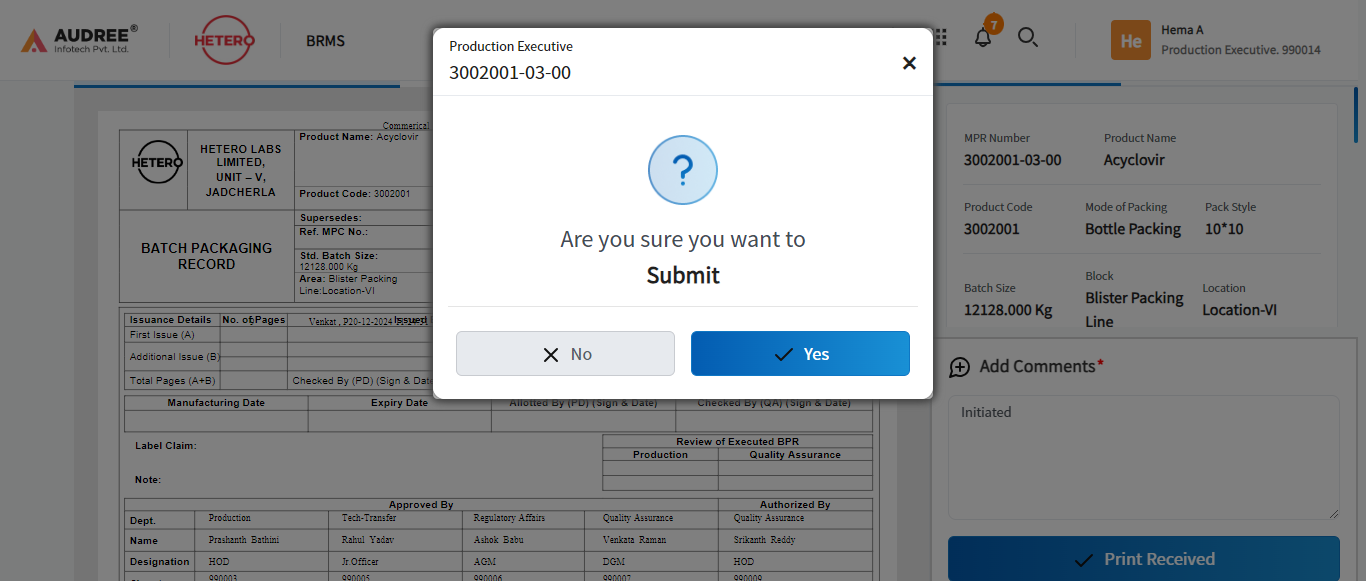 AUDREE®
Infotech Pvt. Ltd.
HETERO
BRMS
7
He
Hema A
Production Executive. 990014
Production Executive
3002001-03-00
?
Are you sure you want to
Submit
No
Yes
Commerical
HETERO
HETERO LABS
LIMITED,
UNIT – V,
JADCHERLA
Product Name: Acyclovir
Product Code: 3002001
BATCH PACKAGING
RECORD
Supersedes:
Ref. MPC No.:
Std. Batch Size:
12128.000 Kg
Area: Blister Packing
Line:Location-VI
Issuance Details
No. of Pages
Venkat , P20-12-2024
Issued
First Issue (A)
Additional Issue (B)
Total Pages (A+B)
Checked By (PD) (Sign & Date
Manufacturing Date
Expiry Date
Allotted By (PD) (Sign & Date)
Checked By (QA) (Sign & Date)
Label Claim:
Note:
Review of Executed BPR
Production
Quality Assurance
Approved By
Authorized By
Dept.
Production
Tech-Transfer
Regulatory Affairs
Quality Assurance
Quality Assurance
Name
Prashanth Bathini
Rahul Yadav
Ashok Babu
Venkata Raman
Srikanth Reddy
Designation
HOD
Jr.Officer
AGM
DGM
HOD
990003
990005
990006
990007
990009
MPR Number
3002001-03-00
Product Name
Acyclovir
Product Code
3002001
Mode of Packing
Bottle Packing
Pack Style
10*10
Batch Size
12128.000 Kg
Block
Blister Packing
Line
Location
Location-VI
Add Comments*
Initiated
Print Received